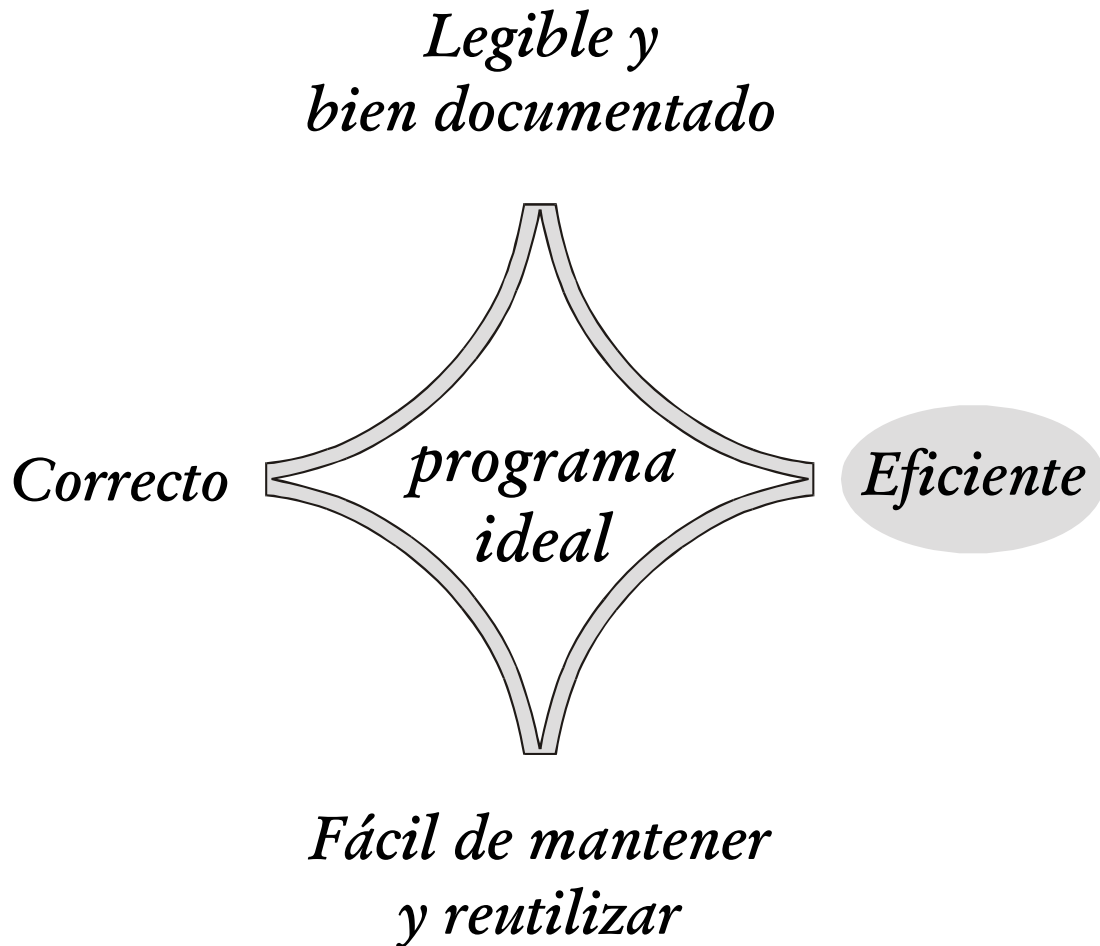 Legible y
bien documentado
Correcto
programa
ideal
Eficiente
Fácil de mantener
y reutilizar